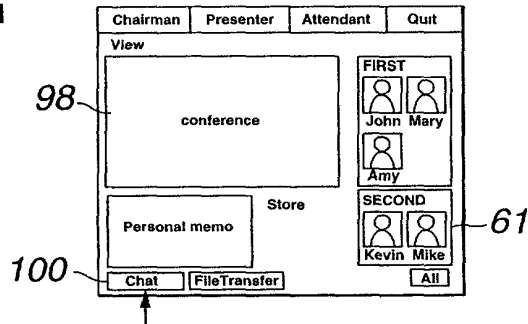 Chairman Presenter Attendant Quit
View
FIRST
98
John Mary
conference
Amy
Store
SECOND
Personal memo
61
Kevin Mike
100
Chat FileTransfer All